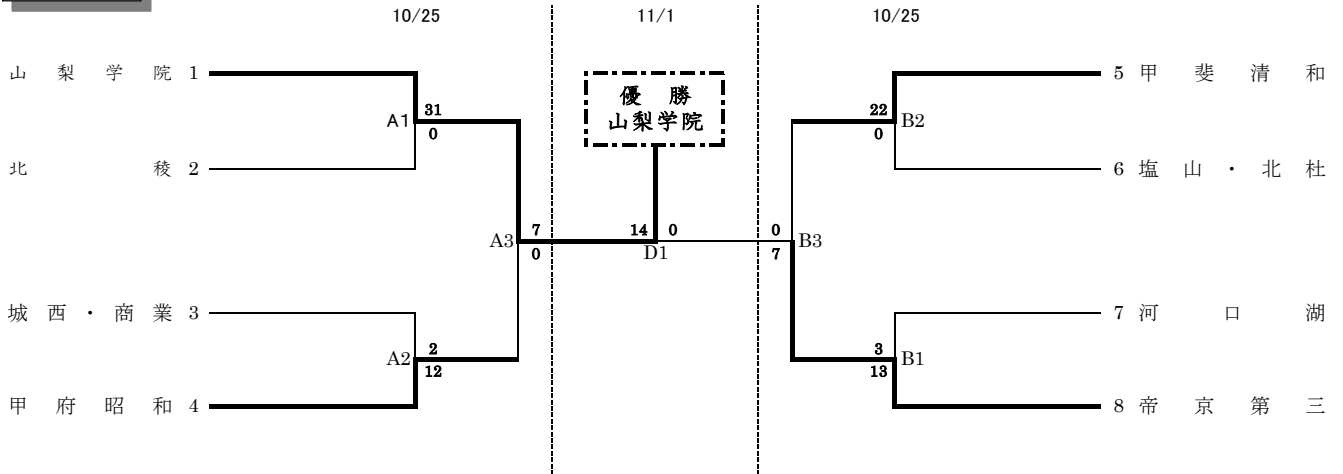 10/25 11/1 10/25
山梨学院 1
5 甲斐清和
優勝
山梨学院
A1 31
0
22 B2
0
北稜 2
6 塩山・北杜
A3 7
0
14 0
D1
0 B3
7
城西・商業 3
7 河口湖
A2 2
12
3 B1
13
甲府昭和 4
8 帝京第三